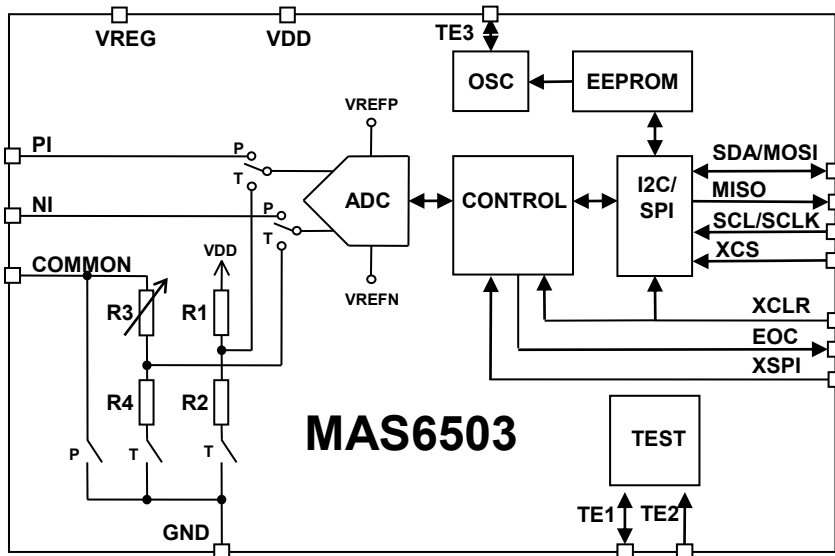 VREG
VDD
TE3
OSC
EEPROM
VREFP
PI
P
T
SDA/MOSI
NI
P
T
ADC
CONTROL
I2C/
SPI
MISO
SCL/SCLK
XCS
VDD
COMMON
VREFN
R3
R1
XCLR
EOC
XSPI
R4
R2
MAS6503
TEST
P
T
T
GND
TE1
TE2